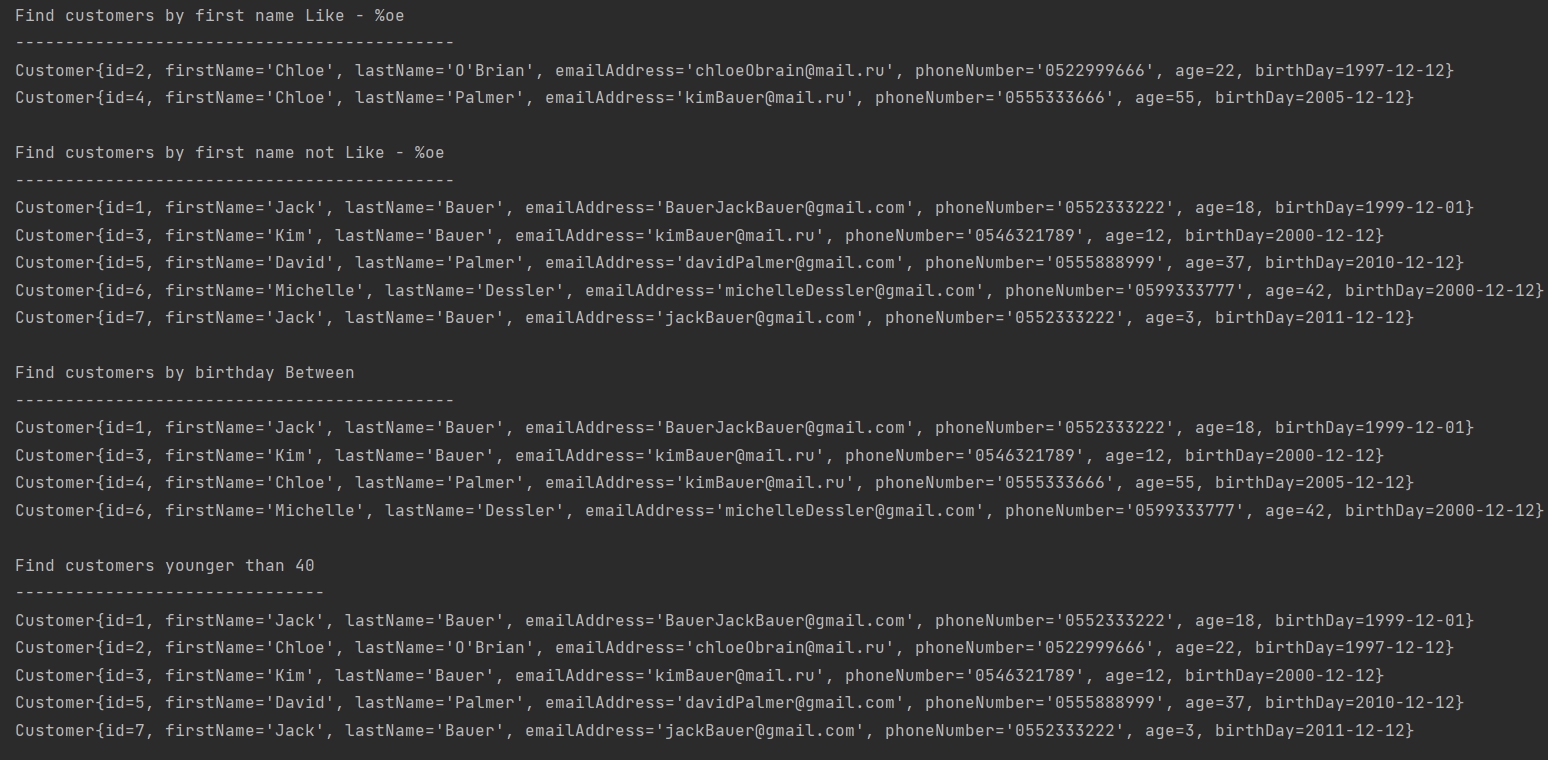 Find customers by first name Like - %oe
--------------------------------------------
Customer{id=2, firstName='Chloe', lastName='O'Brian', emailAddress='chloeObrain@mail.ru', phoneNumber='0522999666', age=22, birthDay=1997-12-12}
Customer{id=4, firstName='Chloe', lastName='Palmer', emailAddress='kimBauer@mail.ru', phoneNumber='0555333666', age=55, birthDay=2005-12-12}
Find customers by first name not Like - %oe
--------------------------------------------
Customer{id=1, firstName='Jack', lastName='Bauer', emailAddress='BauerJackBauer@gmail.com', phoneNumber='0552333222', age=18, birthDay=1999-12-01}
Customer{id=3, firstName='Kim', lastName='Bauer', emailAddress='kimBauer@mail.ru', phoneNumber='0546321789', age=12, birthDay=2000-12-12}
Customer{id=5, firstName='David', lastName='Palmer', emailAddress='davidPalmer@gmail.com', phoneNumber='0555888999', age=37, birthDay=2010-12-12}
Customer{id=6, firstName='Michelle', lastName='Dessler', emailAddress='michelleDessler@gmail.com', phoneNumber='0599333777', age=42, birthDay=2000-12-12}
Customer{id=7, firstName='Jack', lastName='Bauer', emailAddress='jackBauer@gmail.com', phoneNumber='0552333222', age=3, birthDay=2011-12-12}
Find customers by birthday Between
--------------------------------------------
Customer{id=1, firstName='Jack', lastName='Bauer', emailAddress='BauerJackBauer@gmail.com', phoneNumber='0552333222', age=18, birthDay=1999-12-01}
Customer{id=3, firstName='Kim', lastName='Bauer', emailAddress='kimBauer@mail.ru', phoneNumber='0546321789', age=12, birthDay=2000-12-12}
Customer{id=4, firstName='Chloe', lastName='Palmer', emailAddress='kimBauer@mail.ru', phoneNumber='0555333666', age=55, birthDay=2005-12-12}
Customer{id=6, firstName='Michelle', lastName='Dessler', emailAddress='michelleDessler@gmail.com', phoneNumber='0599333777', age=42, birthDay=2000-12-12}
Find customers younger than 40
-------------------------------
Customer{id=1, firstName='Jack', lastName='Bauer', emailAddress='BauerJackBauer@gmail.com', phoneNumber='0552333222', age=18, birthDay=1999-12-01}
Customer{id=2, firstName='Chloe', lastName='O'Brian', emailAddress='chloeObrain@mail.ru', phoneNumber='0522999666', age=22, birthDay=1997-12-12}
Customer{id=3, firstName='Kim', lastName='Bauer', emailAddress='kimBauer@mail.ru', phoneNumber='0546321789', age=12, birthDay=2000-12-12}
Customer{id=5, firstName='David', lastName='Palmer', emailAddress='davidPalmer@gmail.com', phoneNumber='0555888999', age=37, birthDay=2010-12-12}
Customer{id=7, firstName='Jack', lastName='Bauer', emailAddress='jackBauer@gmail.com', phoneNumber='0552333222', age=3, birthDay=2011-12-12}